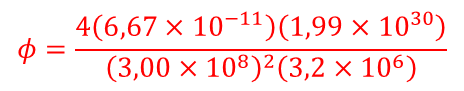 ϕ = 4(6,67 × 10⁻¹¹)(1,99 × 10³⁰) / (3,00 × 10⁸)²(3,2 × 10⁶)